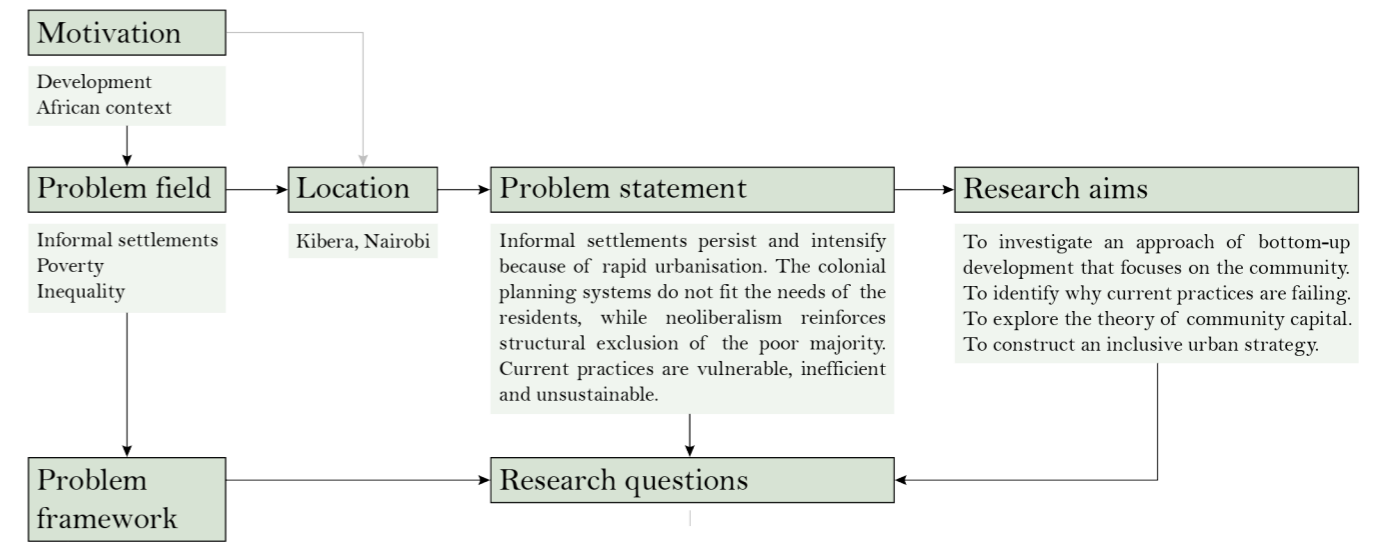 Motivation
Development
African context
Problem field
Informal settlements
Poverty
Inequality
Location
Kibera, Nairobi
Problem statement
Informal settlements persist and intensify
because of rapid urbanisation. The colonial
planning systems do not fit the needs of the
residents, while neoliberalism reinforces
structural exclusion of the poor majority.
Current practices are vulnerable, inefficient
and unsustainable.
Research aims
To investigate an approach of bottom-up
development that focuses on the community.
To identify why current practices are failing.
To explore the theory of community capital.
To construct an inclusive urban strategy.
Problem
framework
Research questions